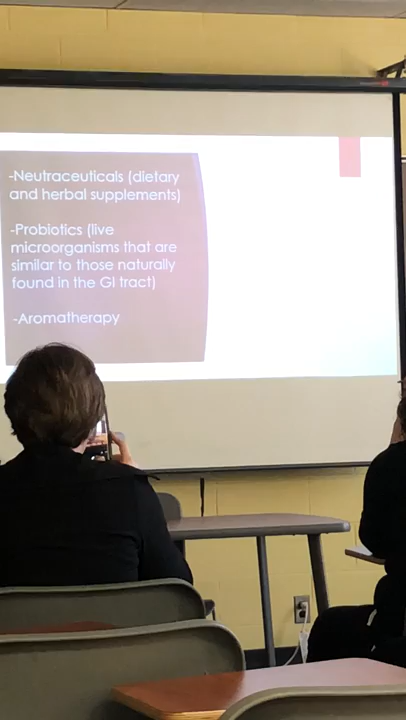 -Neutraceuticals (dietary
and herbal supplements)
-Probiotics (live
microorganisms that are
similar to those naturally
found in the GI tract)
-Aromatherapy